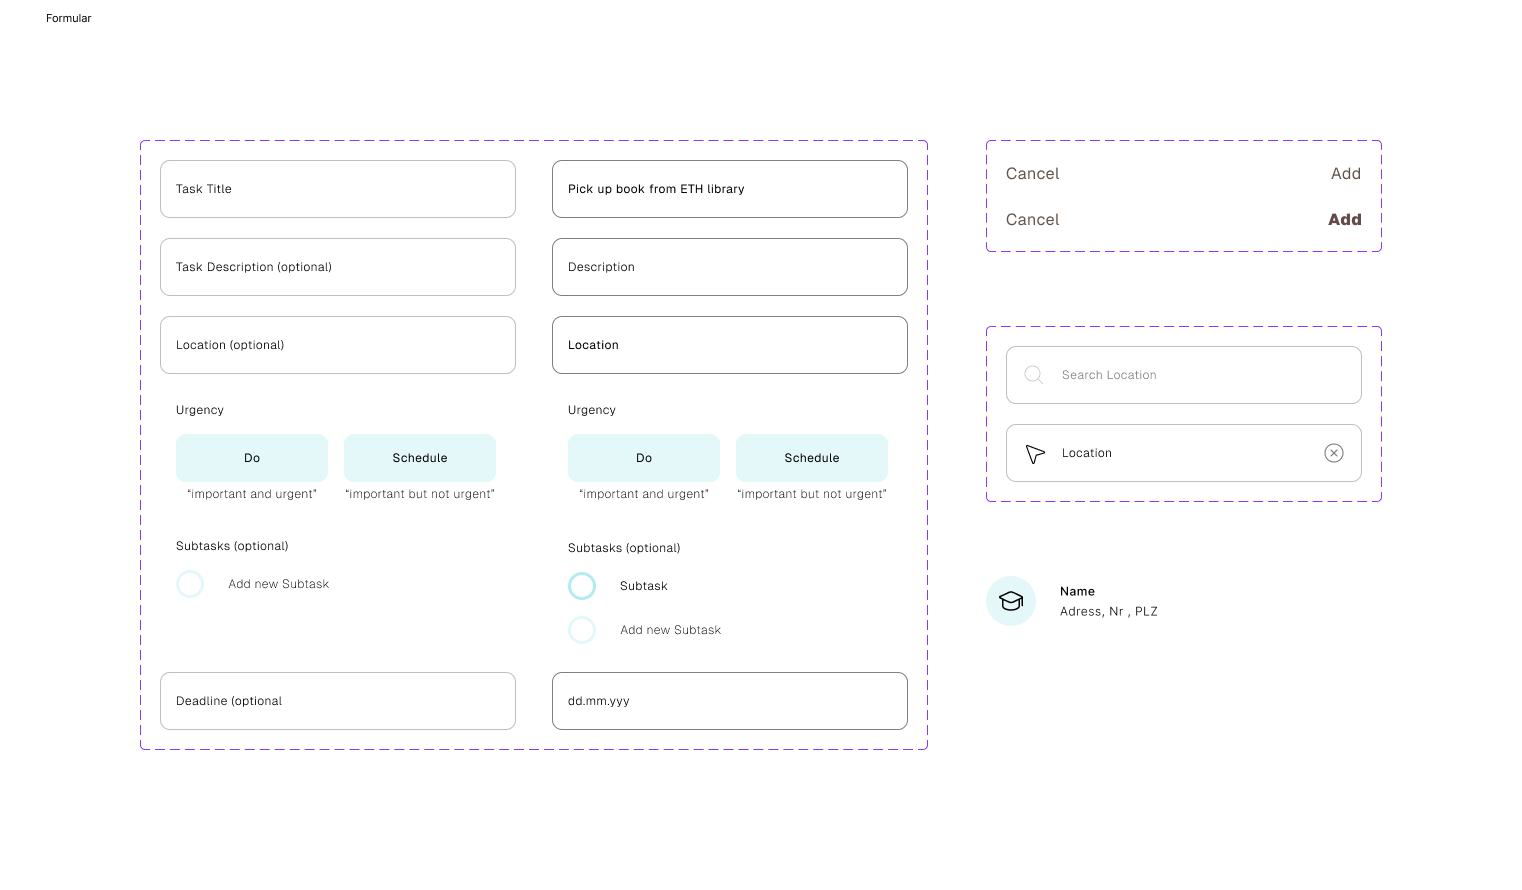 Formular
Task Title
Task Description (optional)
Location (optional)
Urgency
Do
Schedule
“important and urgent”
“important but not urgent”
Subtasks (optional)
Add new Subtask
Deadline (optional
Pick up book from ETH library
Description
Location
Urgency
Do
Schedule
“important and urgent”
“important but not urgent”
Subtasks (optional)
Subtask
Add new Subtask
dd.mm.yyy
Cancel
Add
Cancel
Add
Search Location
Location
Name
Adress, Nr , PLZ